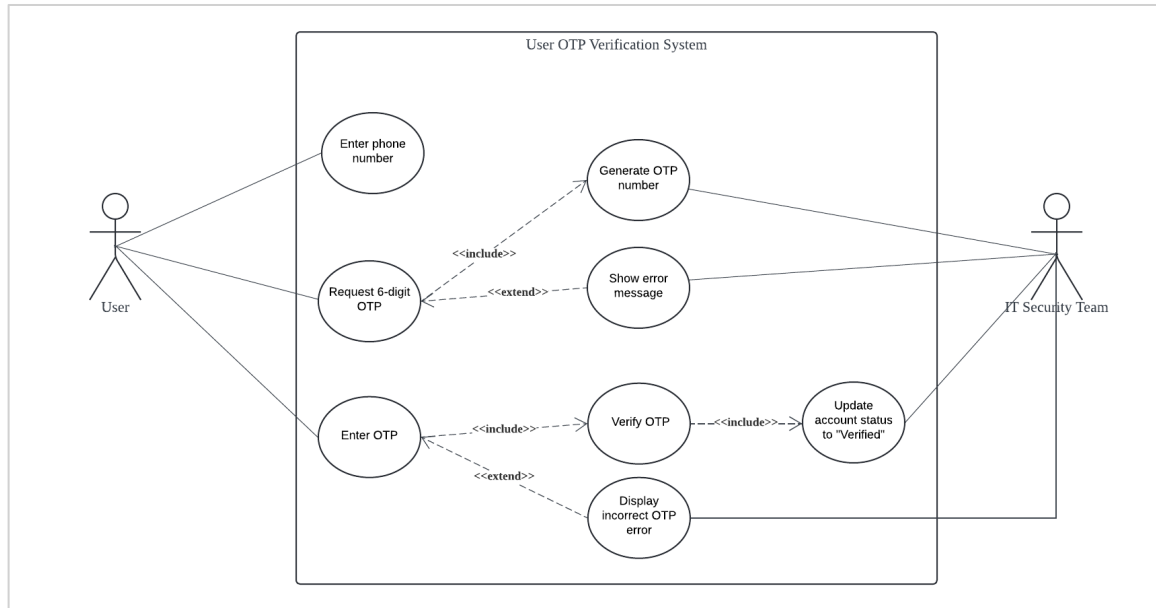 User OTP Verification System
Enter phone
number
Generate OTP
number
<<include>>
Request 6-digit
OTP
<<extend>>
Show error
message
User
IT Security Team
Enter OTP
<<include>>
Verify OTP
<<include>>
Update
account status
to "Verified"
<<extend>>
Display
incorrect OTP
error